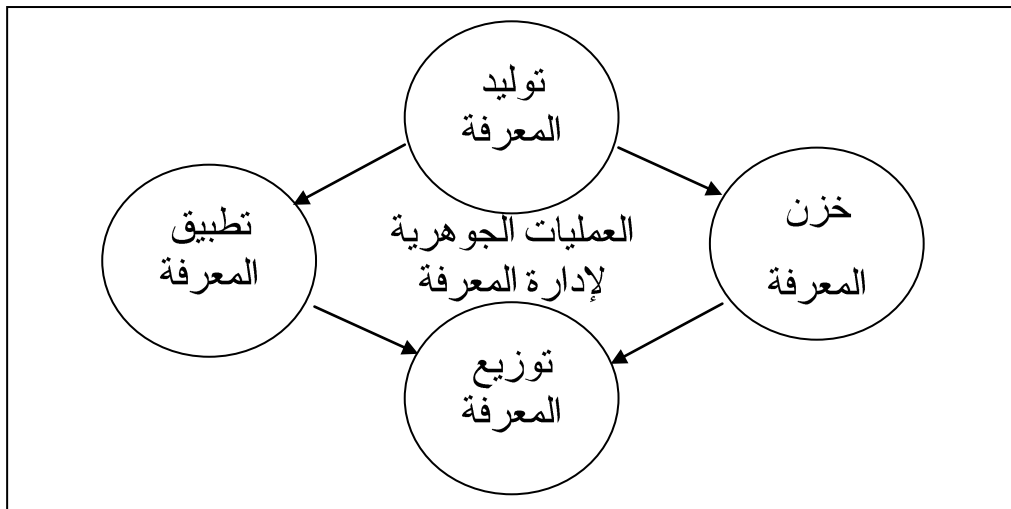 توليد
المعرفة
خزن
المعرفة
العمليات الجوهرية
لإدارة المعرفة
تطبيق
المعرفة
توزيع
المعرفة